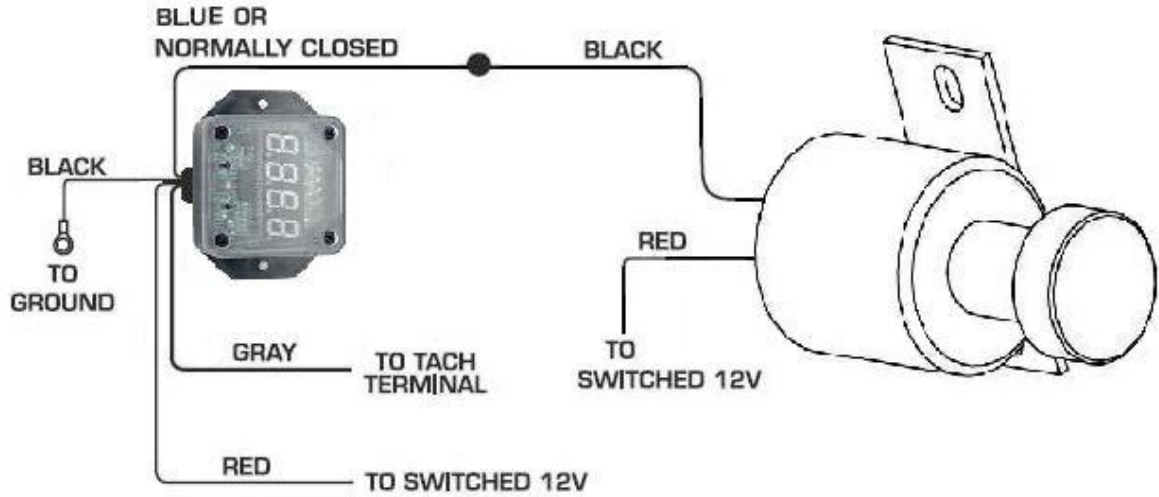 BLUE OR
NORMALLY CLOSED
BLACK
BLACK
TO
GROUND
RED
TO
SWITCHED 12V
GRAY
TO TACH
TERMINAL
RED
TO SWITCHED 12V
8888